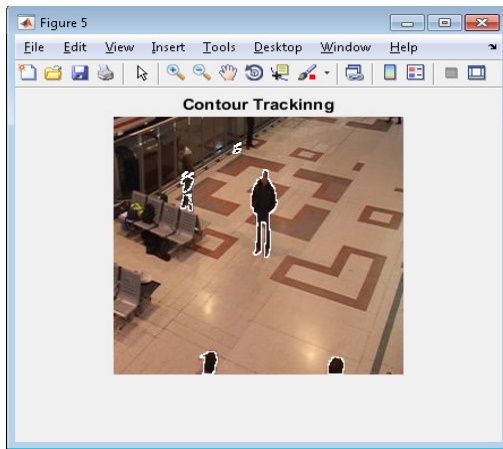 Figure 5
File Edit View Insert Tools Desktop Window Help
Contour Trackinng